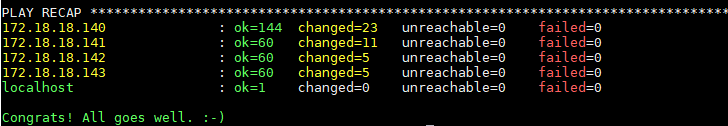 PLAY RECAP *********************************************************************************
172.18.18.140 : ok=144 changed=23 unreachable=0 failed=0
172.18.18.141 : ok=60 changed=11 unreachable=0 failed=0
172.18.18.142 : ok=60 changed=5 unreachable=0 failed=0
172.18.18.143 : ok=60 changed=5 unreachable=0 failed=0
localhost : ok=1 changed=0 unreachable=0 failed=0
Congrats! All goes well. :-)